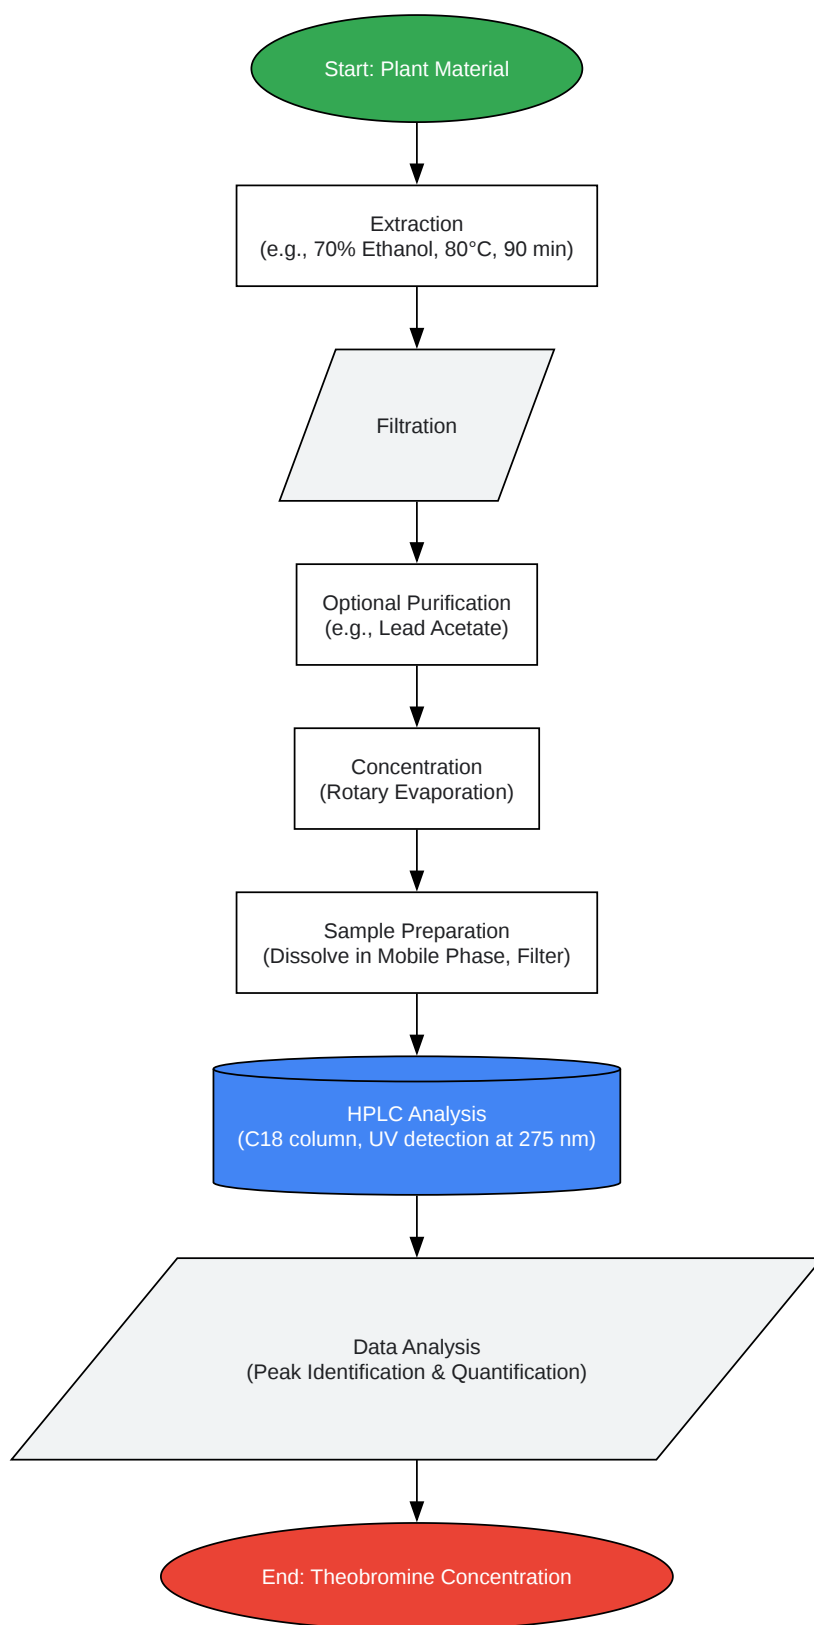 Start: Plant Material
Extraction
(e.g., 70% Ethanol, 80°C, 90 min)
Filtration
Optional Purification
(e.g., Lead Acetate)
Concentration
(Rotary Evaporation)
Sample Preparation
(Dissolve in Mobile Phase, Filter)
HPLC Analysis
(C18 column, UV detection at 275 nm)
Data Analysis
(Peak Identification & Quantification)
End: Theobromine Concentration